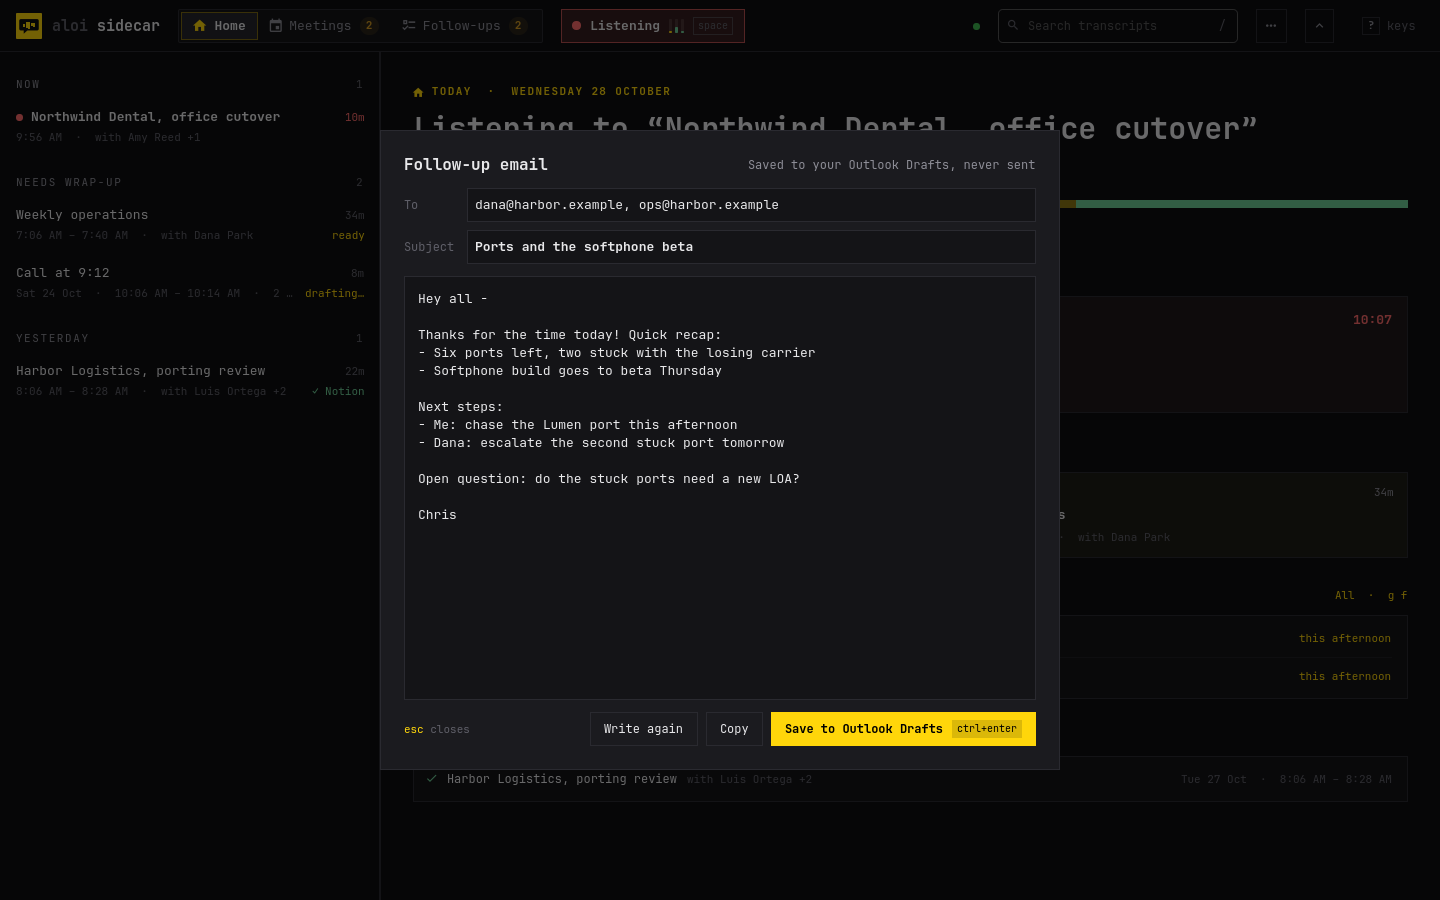 aloi sidecar
Home
Meetings 2
Follow-ups 2
Listening space
Search transcripts /
? keys
NOW 1
Northwind Dental, office cutover 10m
9:56 AM · with Amy Reed +1
NEEDS WRAP-UP 2
Weekly operations 34m
7:06 AM – 7:40 AM · with Dana Park ready
Call at 9:12 8m
Sat 24 Oct · 10:06 AM – 10:14 AM · 2 … drafting…
YESTERDAY 1
Harbor Logistics, porting review 22m
8:06 AM – 8:28 AM · with Luis Ortega +2 ✓ Notion
TODAY · WEDNESDAY 28 OCTOBER
Listening to “Northwind Dental, office cutover”
10:07
34m
s
· with Dana Park
All · g f
this afternoon
this afternoon
Harbor Logistics, porting review with Luis Ortega +2 Tue 27 Oct · 8:06 AM – 8:28 AM
Follow-up email Saved to your Outlook Drafts, never sent
To dana@harbor.example, ops@harbor.example
Subject Ports and the softphone beta
Hey all -
Thanks for the time today! Quick recap:
- Six ports left, two stuck with the losing carrier
- Softphone build goes to beta Thursday
Next steps:
- Me: chase the Lumen port this afternoon
- Dana: escalate the second stuck port tomorrow
Open question: do the stuck ports need a new LOA?
Chris
esc closes
Write again
Copy
Save to Outlook Drafts ctrl+enter